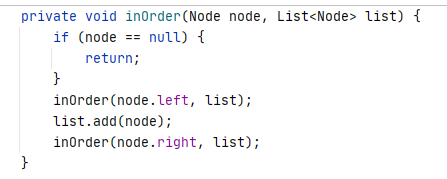 private void inOrder(Node node, List<Node> list) {
    if (node == null) {
        return;
    }
    inOrder(node.left, list);
    list.add(node);
    inOrder(node.right, list);
}